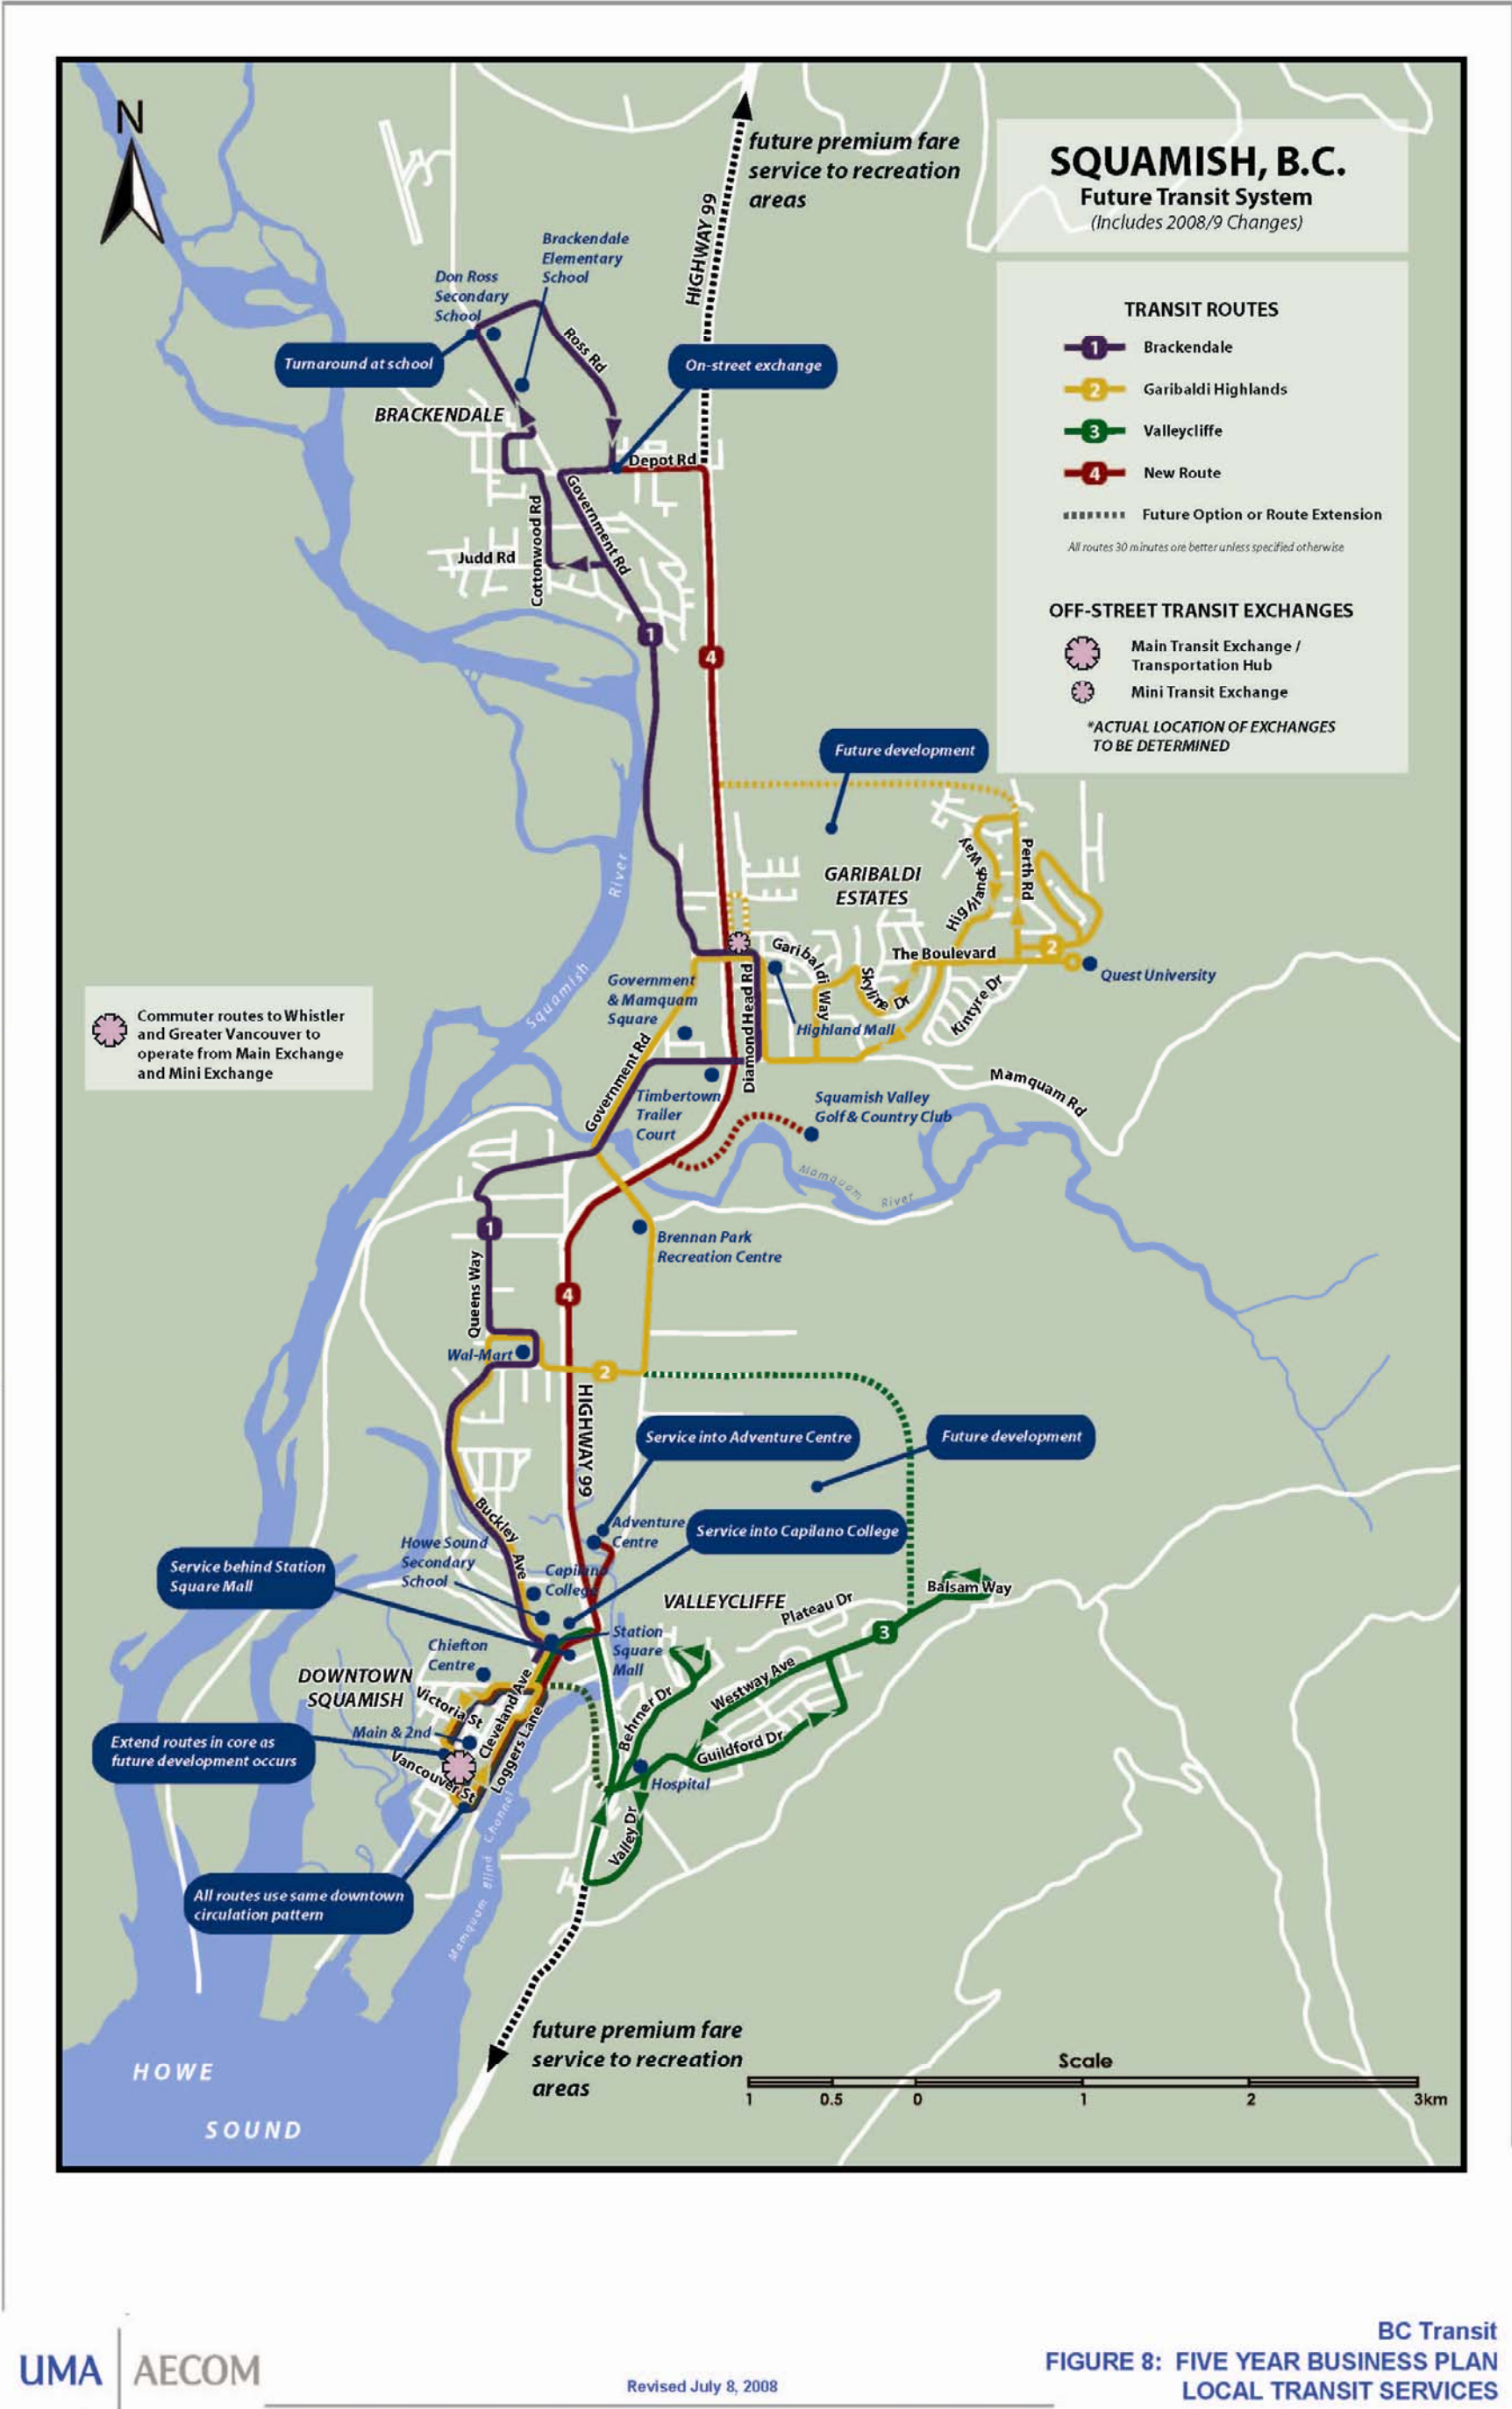 N
future premium fare
service to recreation
areas
SQUAMISH, B.C.
Future Transit System
(Includes 2008/9 Changes)
HIGHWAY 99
Brackendale
Elementary
School
Don Ross
Secondary
School
Turnaround at school
Ross Rd
On-street exchange
BRACKENDALE
Depot Rd
Government Rd
Cottonwood Rd
Judd Rd
TRANSIT ROUTES
1 Brackendale
2 Garibaldi Highlands
3 Valleycliffe
4 New Route
Future Option or Route Extension
All routes 30 minutes ore better unless specified otherwise
OFF-STREET TRANSIT EXCHANGES
Main Transit Exchange /
Transportation Hub
Mini Transit Exchange
*ACTUAL LOCATION OF EXCHANGES
TO BE DETERMINED
1
4
Future development
GARIBALDI
ESTATES
Highlands Way
Perth Rd
The Boulevard
2
Quest University
Garibaldi Way
Skyline Dr
Kintyre Dr
Highland Mall
Diamond Head Rd
Government
& Mamquam
Square
Government Rd
Squamish River
Commuter routes to Whistler
and Greater Vancouver to
operate from Main Exchange
and Mini Exchange
Timbertown
Trailer
Court
Squamish Valley
Golf & Country Club
Mamquam Rd
Mamquam River
1
Queens Way
Brennan Park
Recreation Centre
4
Wal-Mart
2
HIGHWAY 99
Service into Adventure Centre
Future development
Buckley Ave
Adventure
Centre
Service into Capilano College
Howe Sound
Secondary
School
Capilano
College
Service behind Station
Square Mall
VALLEYCLIFFE
Plateau Dr
Balsam Way
3
Station
Square
Mall
Chiefton
Centre
DOWNTOWN
SQUAMISH
Victoria St
Cleveland Ave
Loggers Lane
Main & 2nd
Vancouver St
Behrner Dr
Westway Ave
Guildford Dr
Hospital
Valley Dr
Extend routes in core as
future development occurs
All routes use same downtown
circulation pattern
Mamquam Blind Channel
future premium fare
service to recreation
areas
HOWE
SOUND
Scale
1 0.5 0 1 2 3km
UMA AECOM
Revised July 8, 2008
BC Transit
FIGURE 8: FIVE YEAR BUSINESS PLAN
LOCAL TRANSIT SERVICES